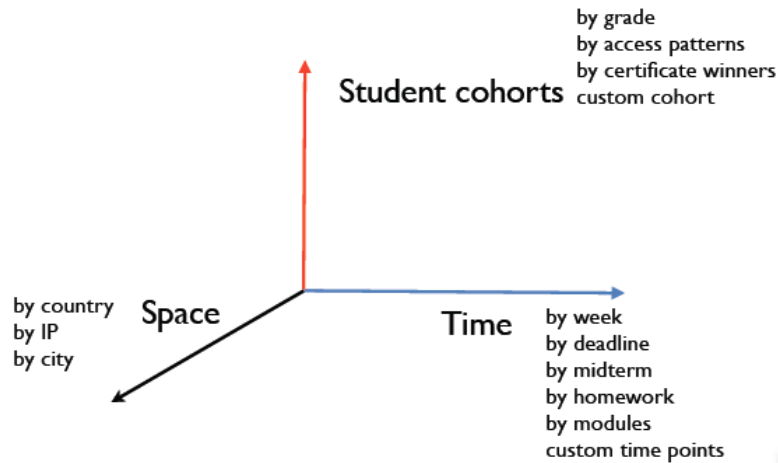 by grade
by access patterns
by certificate winners
Student cohorts custom cohort
by country
by IP
by city
Space
Time
by week
by deadline
by midterm
by homework
by modules
custom time points